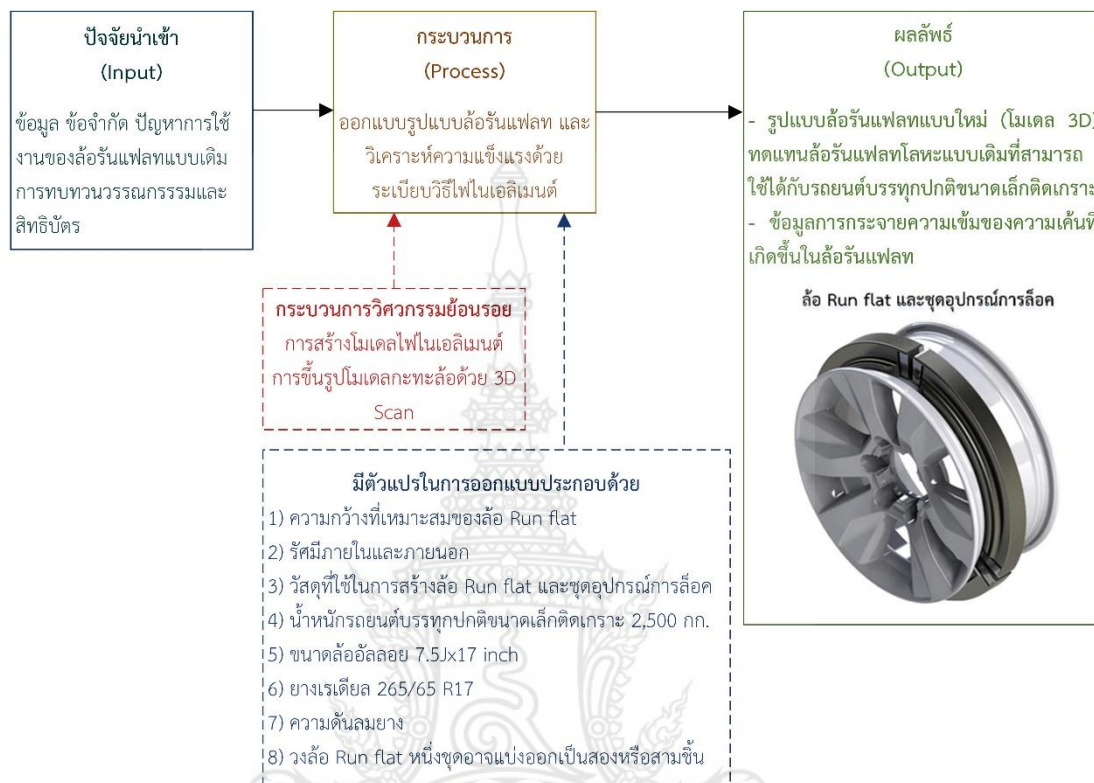 ปัจจัยนำเข้า
(Input)
ข้อมูล ข้อจำกัด ปัญหาการใช้
งานของล้อรันแฟลทแบบเดิม
การทบทวนวรรณกรรรมและ
สิทธิบัตร
กระบวนการ
(Process)
ออกแบบรูปแบบล้อรันแฟลท และ
วิเคราะห์ความแข็งแรงด้วย
ระเบียบวิธีไฟไนเอลิเมนต์
ผลลัพธ์
(Output)
- รูปแบบล้อรันแฟลทแบบใหม่ (โมเดล 3D)
ทดแทนล้อรันแฟลทโลหะแบบเดิมที่สามารถ
ใช้ได้กับรถยนต์บรรทุกปกติขนาดเล็กติดเกราะ
- ข้อมูลการกระจายความเข้มของความเค้นที่
เกิดขึ้นในล้อรันแฟลท
ล้อ Run flat และชุดอุปกรณ์การล็อค
กระบวนการวิศวกรรมย้อนรอย
การสร้างโมเดลไฟไนเอลิเมนต์
การขึ้นรูปโมเดลกะทะล้อด้วย 3D
Scan
มีตัวแปรในการออกแบบประกอบด้วย
1) ความกว้างที่เหมาะสมของล้อ Run flat
2) รัศมีภายในและภายนอก
3) วัสดุที่ใช้ในการสร้างล้อ Run flat และชุดอุปกรณ์การล็อค
4) น้ำหนักรถยนต์บรรทุกปกติขนาดเล็กติดเกราะ 2,500 กก.
5) ขนาดล้ออัลลอย 7.5Jx17 inch
6) ยางเรเดียล 265/65 R17
7) ความดันลมยาง
8) วงล้อ Run flat หนึ่งชุดอาจแบ่งออกเป็นสองหรือสามชิ้น